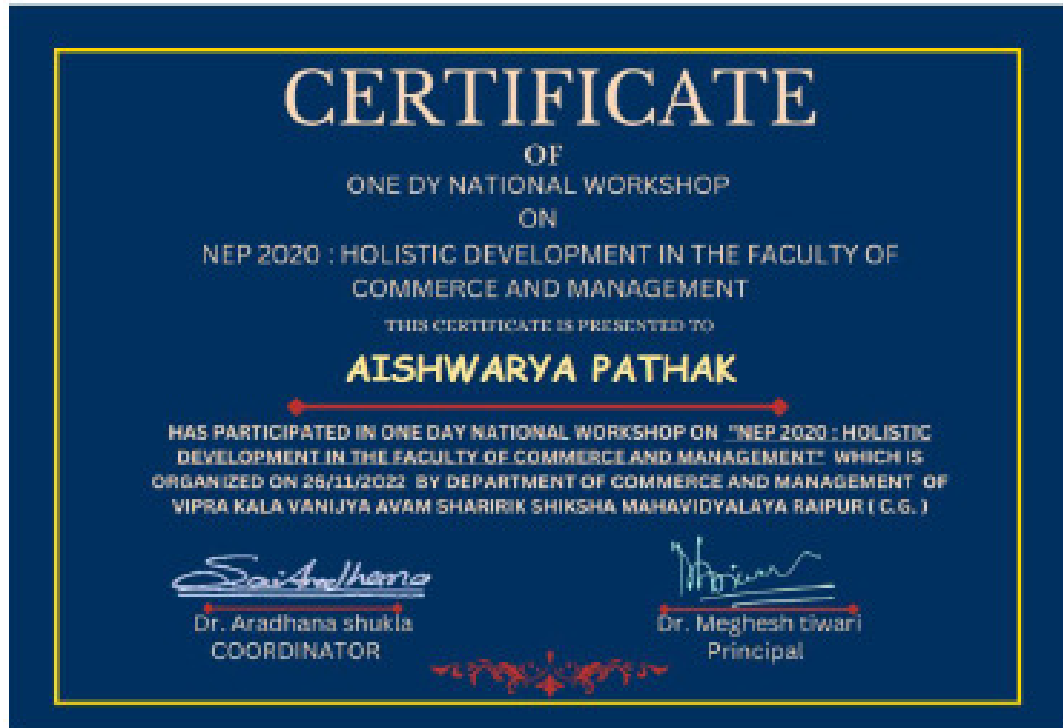 CERTIFICATE
OF
ONE DY NATIONAL WORKSHOP
ON
NEP 2020 : HOLISTIC DEVELOPMENT IN THE FACULTY OF
COMMERCE AND MANAGEMENT
THIS CERTIFICATE IS PRESENTED TO
AISHWARYA PATHAK
HAS PARTICIPATED IN ONE DAY NATIONAL WORKSHOP ON "NEP 2020 : HOLISTIC
DEVELOPMENT IN THE FACULTY OF COMMERCE AND MANAGEMENT" WHICH IS
ORGANIZED ON 26/11/2022 BY DEPARTMENT OF COMMERCE AND MANAGEMENT OF
VIPRA KALA VANIJYA AVAM SHARIRIK SHIKSHA MAHAVIDYALAYA RAIPUR ( C.G. )
Dr. Aradhana shukla
COORDINATOR
Dr. Meghesh tiwari
Principal